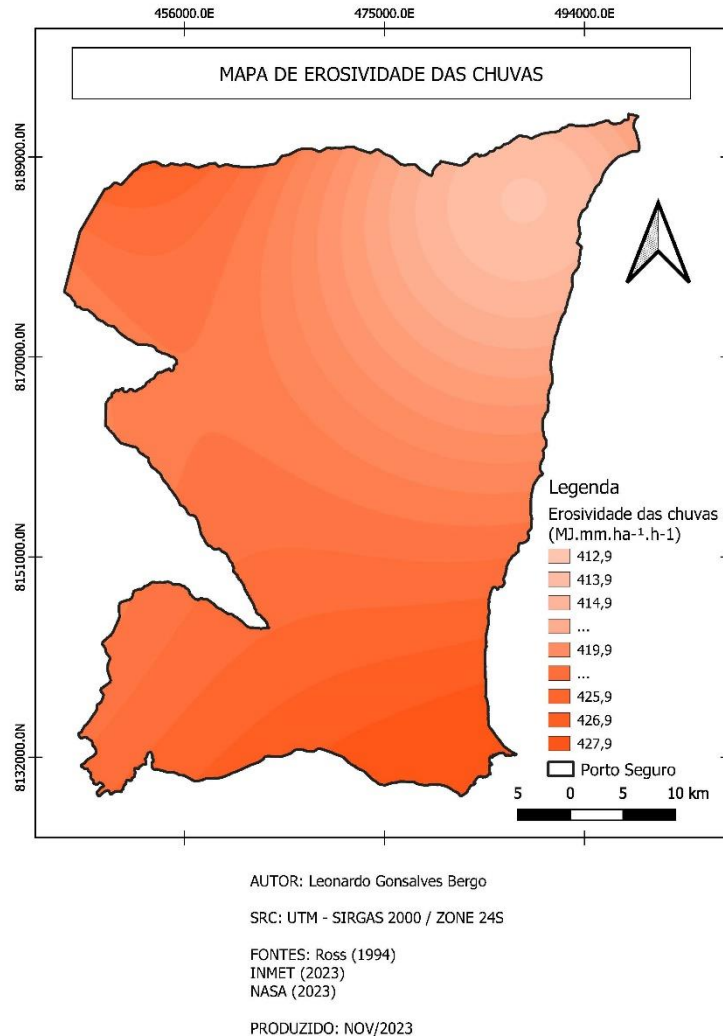 456000.0E 475000.0E 494000.0E
MAPA DE EROSIVIDADE DAS CHUVAS
8189000.0N
8170000.0N
8151000.0N
8132000.0N
Legenda
Erosividade das chuvas
(MJ.mm.ha-¹.h-1)
412,9
413,9
414,9
...
419,9
...
425,9
426,9
427,9
Porto Seguro
5 0 5 10 km
AUTOR: Leonardo Gonsalves Bergo
SRC: UTM - SIRGAS 2000 / ZONE 24S
FONTES: Ross (1994)
INMET (2023)
NASA (2023)
PRODUZIDO: NOV/2023